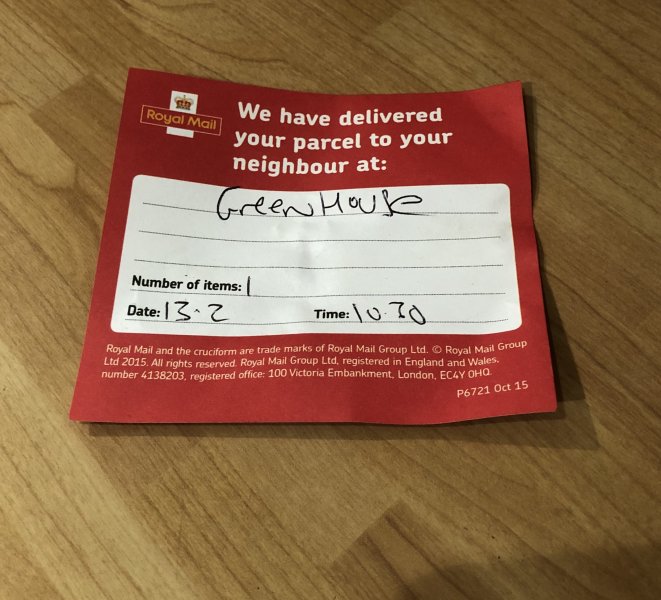 Royal Mail
We have delivered
your parcel to your
neighbour at:
GreenHouse
Number of items: 1
Date: 13.2 Time: 10.30
Royal Mail and the cruciform are trade marks of Royal Mail Group Ltd. © Royal Mail Group
Ltd 2015. All rights reserved. Royal Mail Group Ltd, registered in England and Wales,
number 4138203, registered office: 100 Victoria Embankment, London, EC4Y 0HQ.
P6721 Oct 15